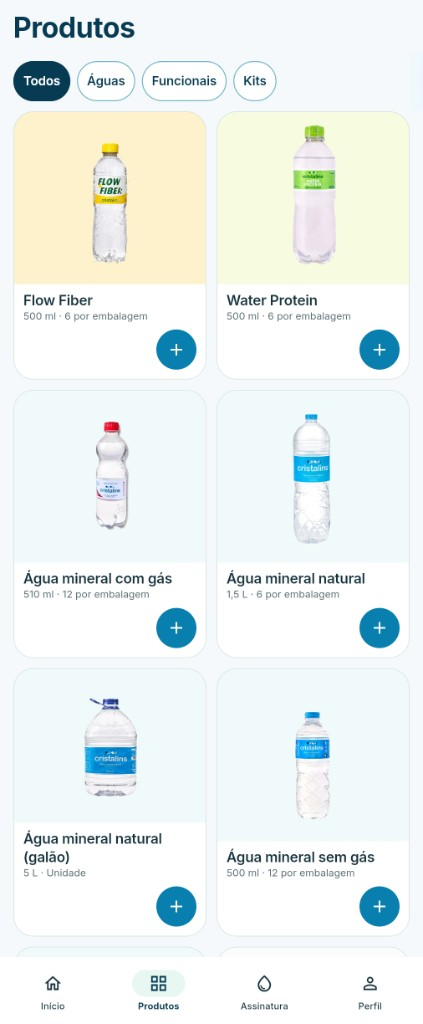 Produtos
Todos
Águas
Funcionais
Kits
FLOW
FIBER
Flow Fiber
500 ml · 6 por embalagem
cristalina
Water Protein
500 ml · 6 por embalagem
cristalina
Água mineral com gás
510 ml · 12 por embalagem
cristalina
Água mineral natural
1,5 L · 6 por embalagem
cristalina
Água mineral natural
(galão)
5 L · Unidade
cristalina
Água mineral sem gás
500 ml · 12 por embalagem
Início
Produtos
Assinatura
Perfil